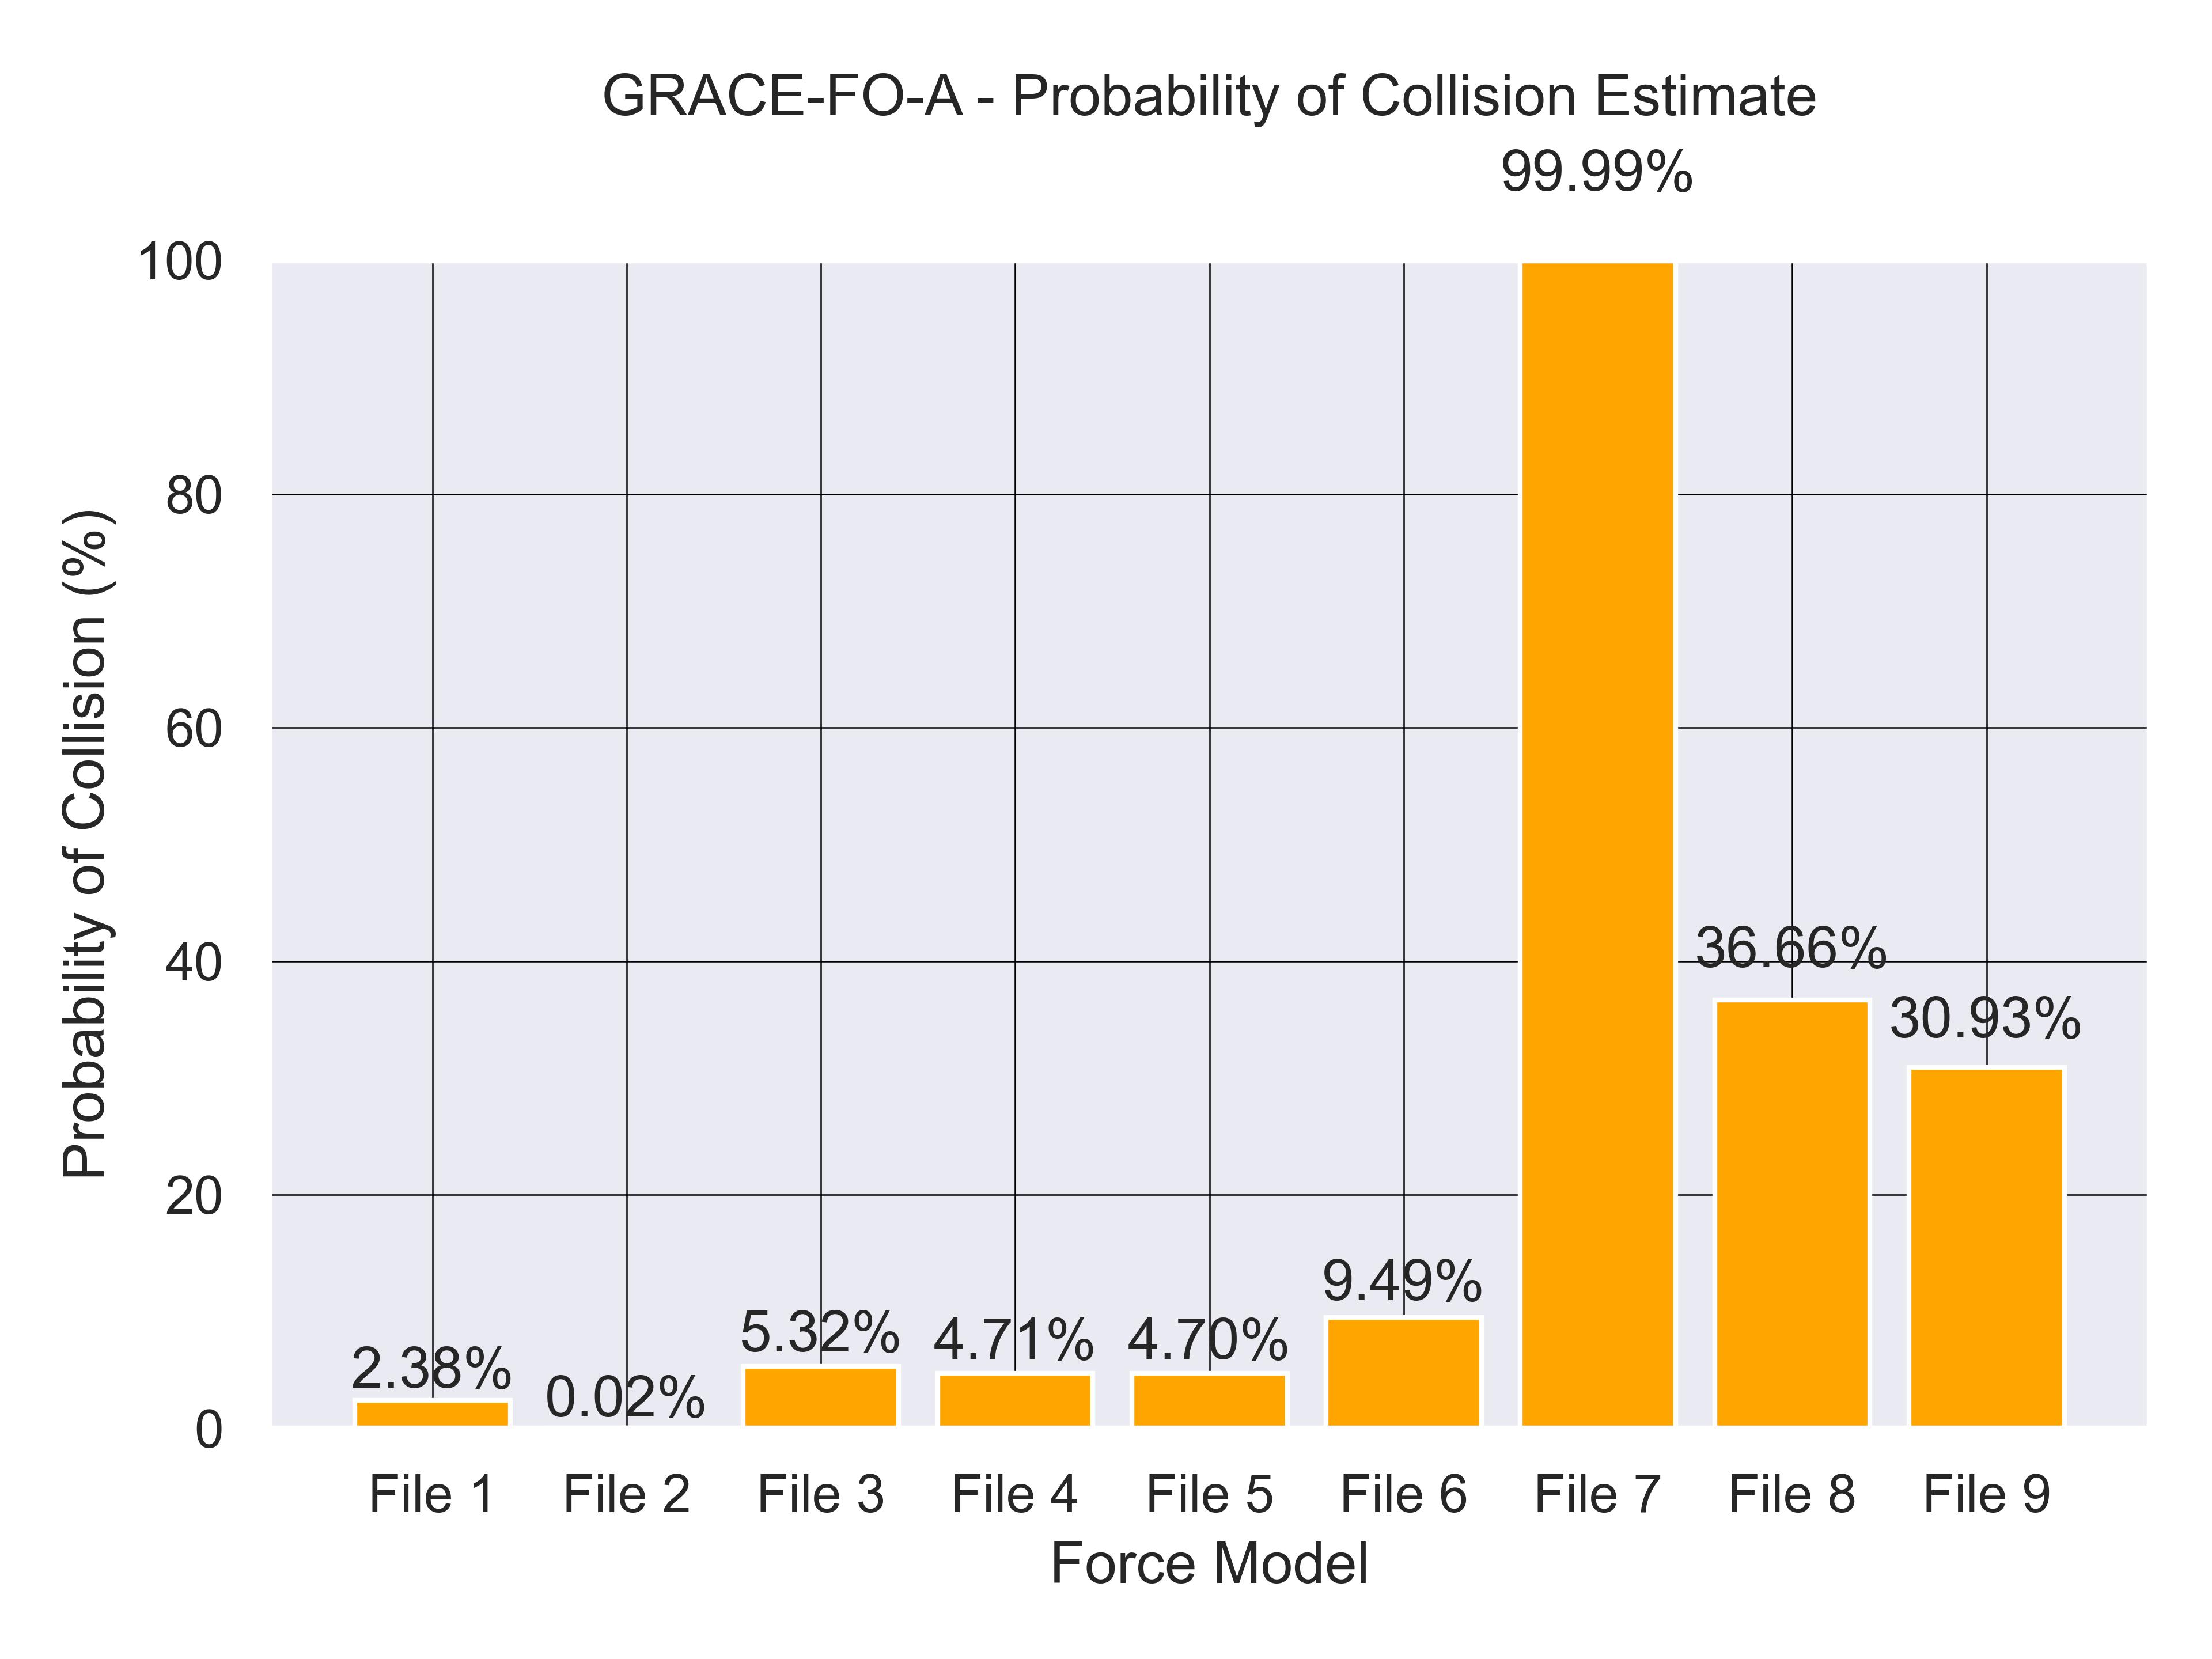 GRACE-FO-A - Probability of Collision Estimate
99.99%
100
80
60
40
20
0
Probability of Collision (%)
2.38%
0.02%
5.32%
4.71%
4.70%
9.49%
36.66%
30.93%
File 1
File 2
File 3
File 4
File 5
File 6
File 7
File 8
File 9
Force Model